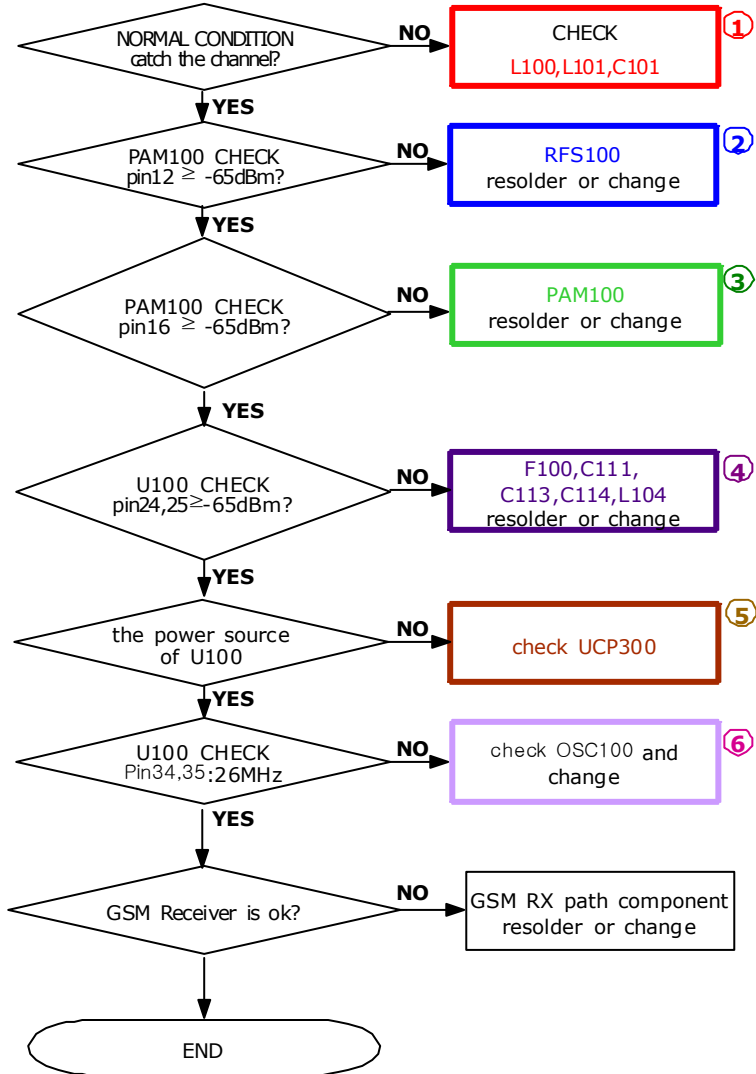 NORMAL CONDITION
catch the channel?
NO
CHECK
L100,L101,C101
1
YES
PAM100 CHECK
pin12 ≥ -65dBm?
NO
RFS100
resolder or change
2
YES
PAM100 CHECK
pin16 ≥ -65dBm?
NO
PAM100
resolder or change
3
YES
U100 CHECK
pin24,25≥-65dBm?
NO
F100,C111,
C113,C114,L104
resolder or change
4
YES
the power source
of U100
NO
check UCP300
5
YES
U100 CHECK
Pin34,35:26MHz
NO
check OSC100 and
change
6
YES
GSM Receiver is ok?
NO
GSM RX path component
resolder or change
END